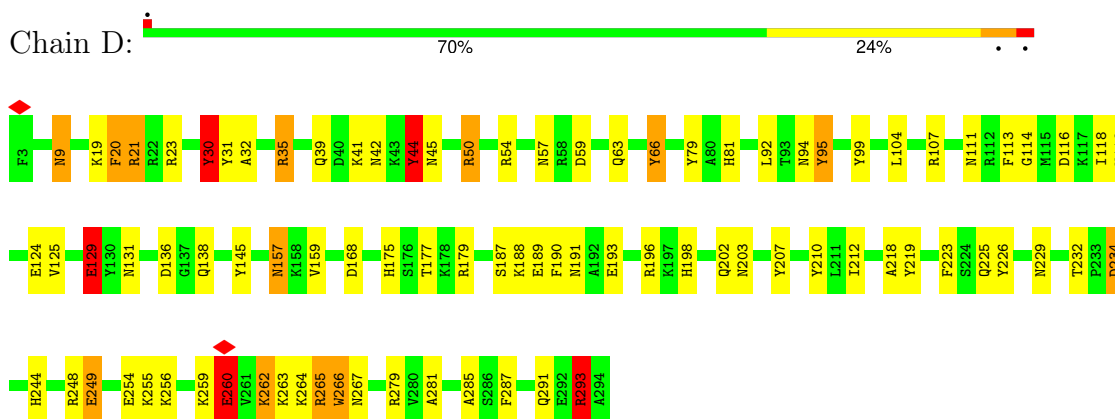 Chain D:
70% 24% • •
F3 N9 K19 F20 R21 R22 R23 Y30 Y31 A32 R35 Q39 D40 K41 N42 K43 Y44 N45 R50 R54 N57 R58 D59 Q63 Y66 Y79 A80 H81 L92 T93 N94 Y95 Y99 L104 R107 N111 R112 F113 G114 M115 D116 K117 I118
E124 V125 E129 Y130 N131 D136 G137 Q138 Y145 N157 K158 V159 D168 H175 S176 T177 K178 R179 S187 K188 E189 F190 N191 A192 E193 R196 K197 H198 Q202 N203 Y207 Y210 L211 I212 A218 Y219 F223 S224 Q225 Y226 N229 T232 P233
H244 R248 E249 E254 K255 K256 K259 E260 V261 K262 K263 K264 R265 W266 N267 R279 V280 A281 A285 S286 F287 Q291 E292 R293 A294